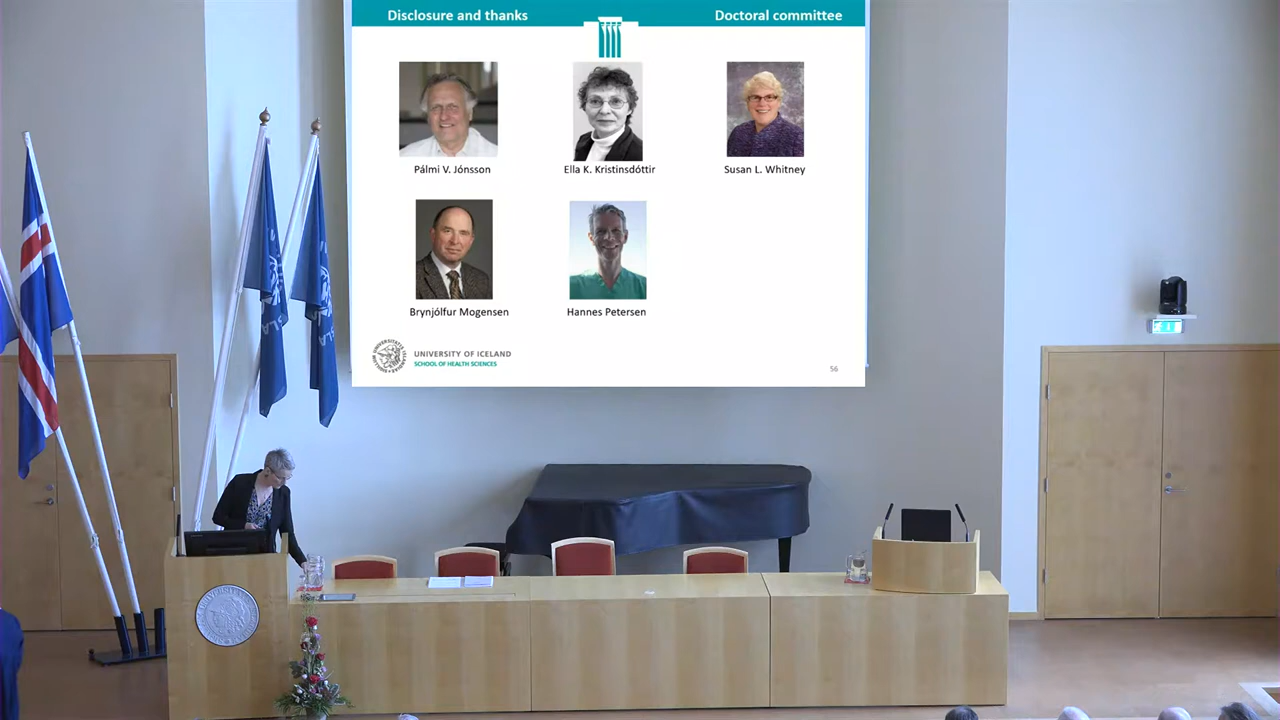 Disclosure and thanks
Doctoral committee
Pálmi V. Jónsson
Ella K. Kristinsdóttir
Susan L. Whitney
Brynjólfur Mogensen
Hannes Petersen
UNIVERSITY OF ICELAND
SCHOOL OF HEALTH SCIENCES
56